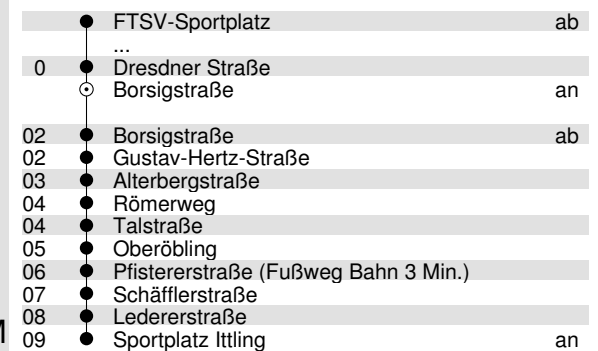 FTSV-Sportplatz ab
...
0 Dresdner Straße
Borsigstraße an
02 Borsigstraße ab
02 Gustav-Hertz-Straße
03 Alterbergstraße
04 Römerweg
04 Talstraße
05 Oberöbling
06 Pfistererstraße (Fußweg Bahn 3 Min.)
07 Schäfflerstraße
08 Ledererstraße
09 Sportplatz Ittling an